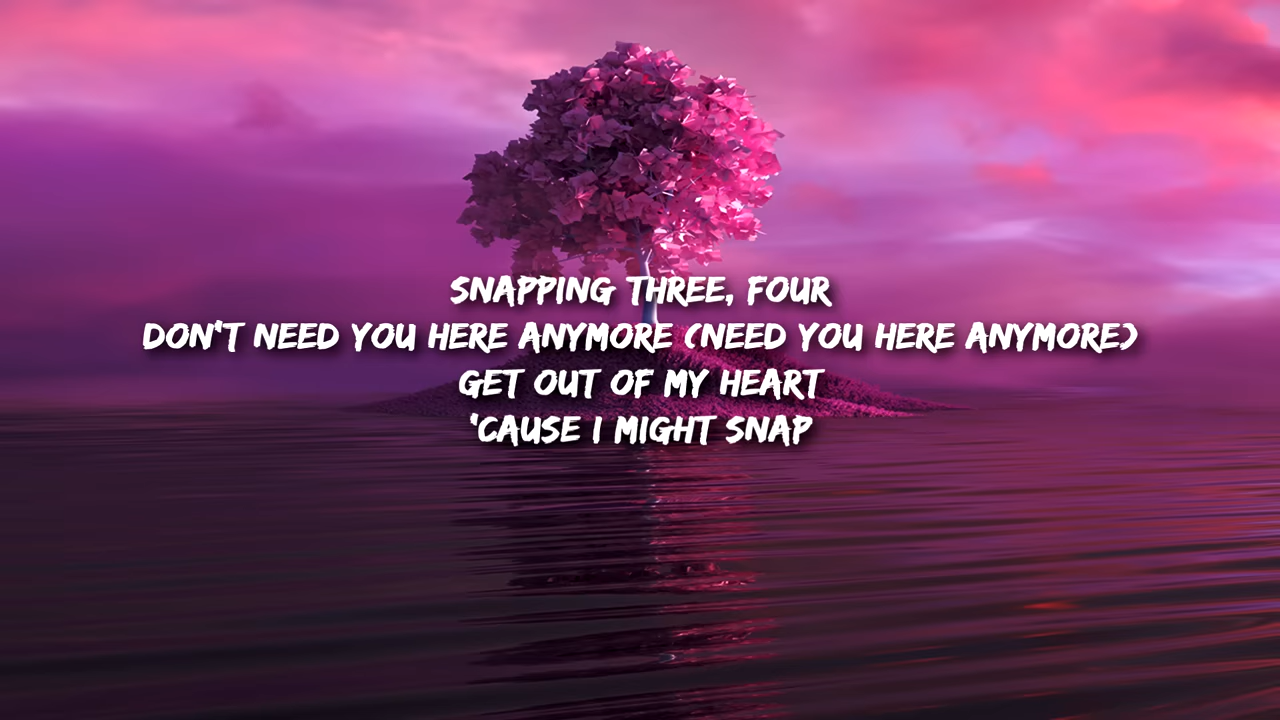 SNAPPING THREE, FOUR
DON'T NEED YOU HERE ANYMORE (NEED YOU HERE ANYMORE)
GET OUT OF MY HEART
'CAUSE I MIGHT SNAP